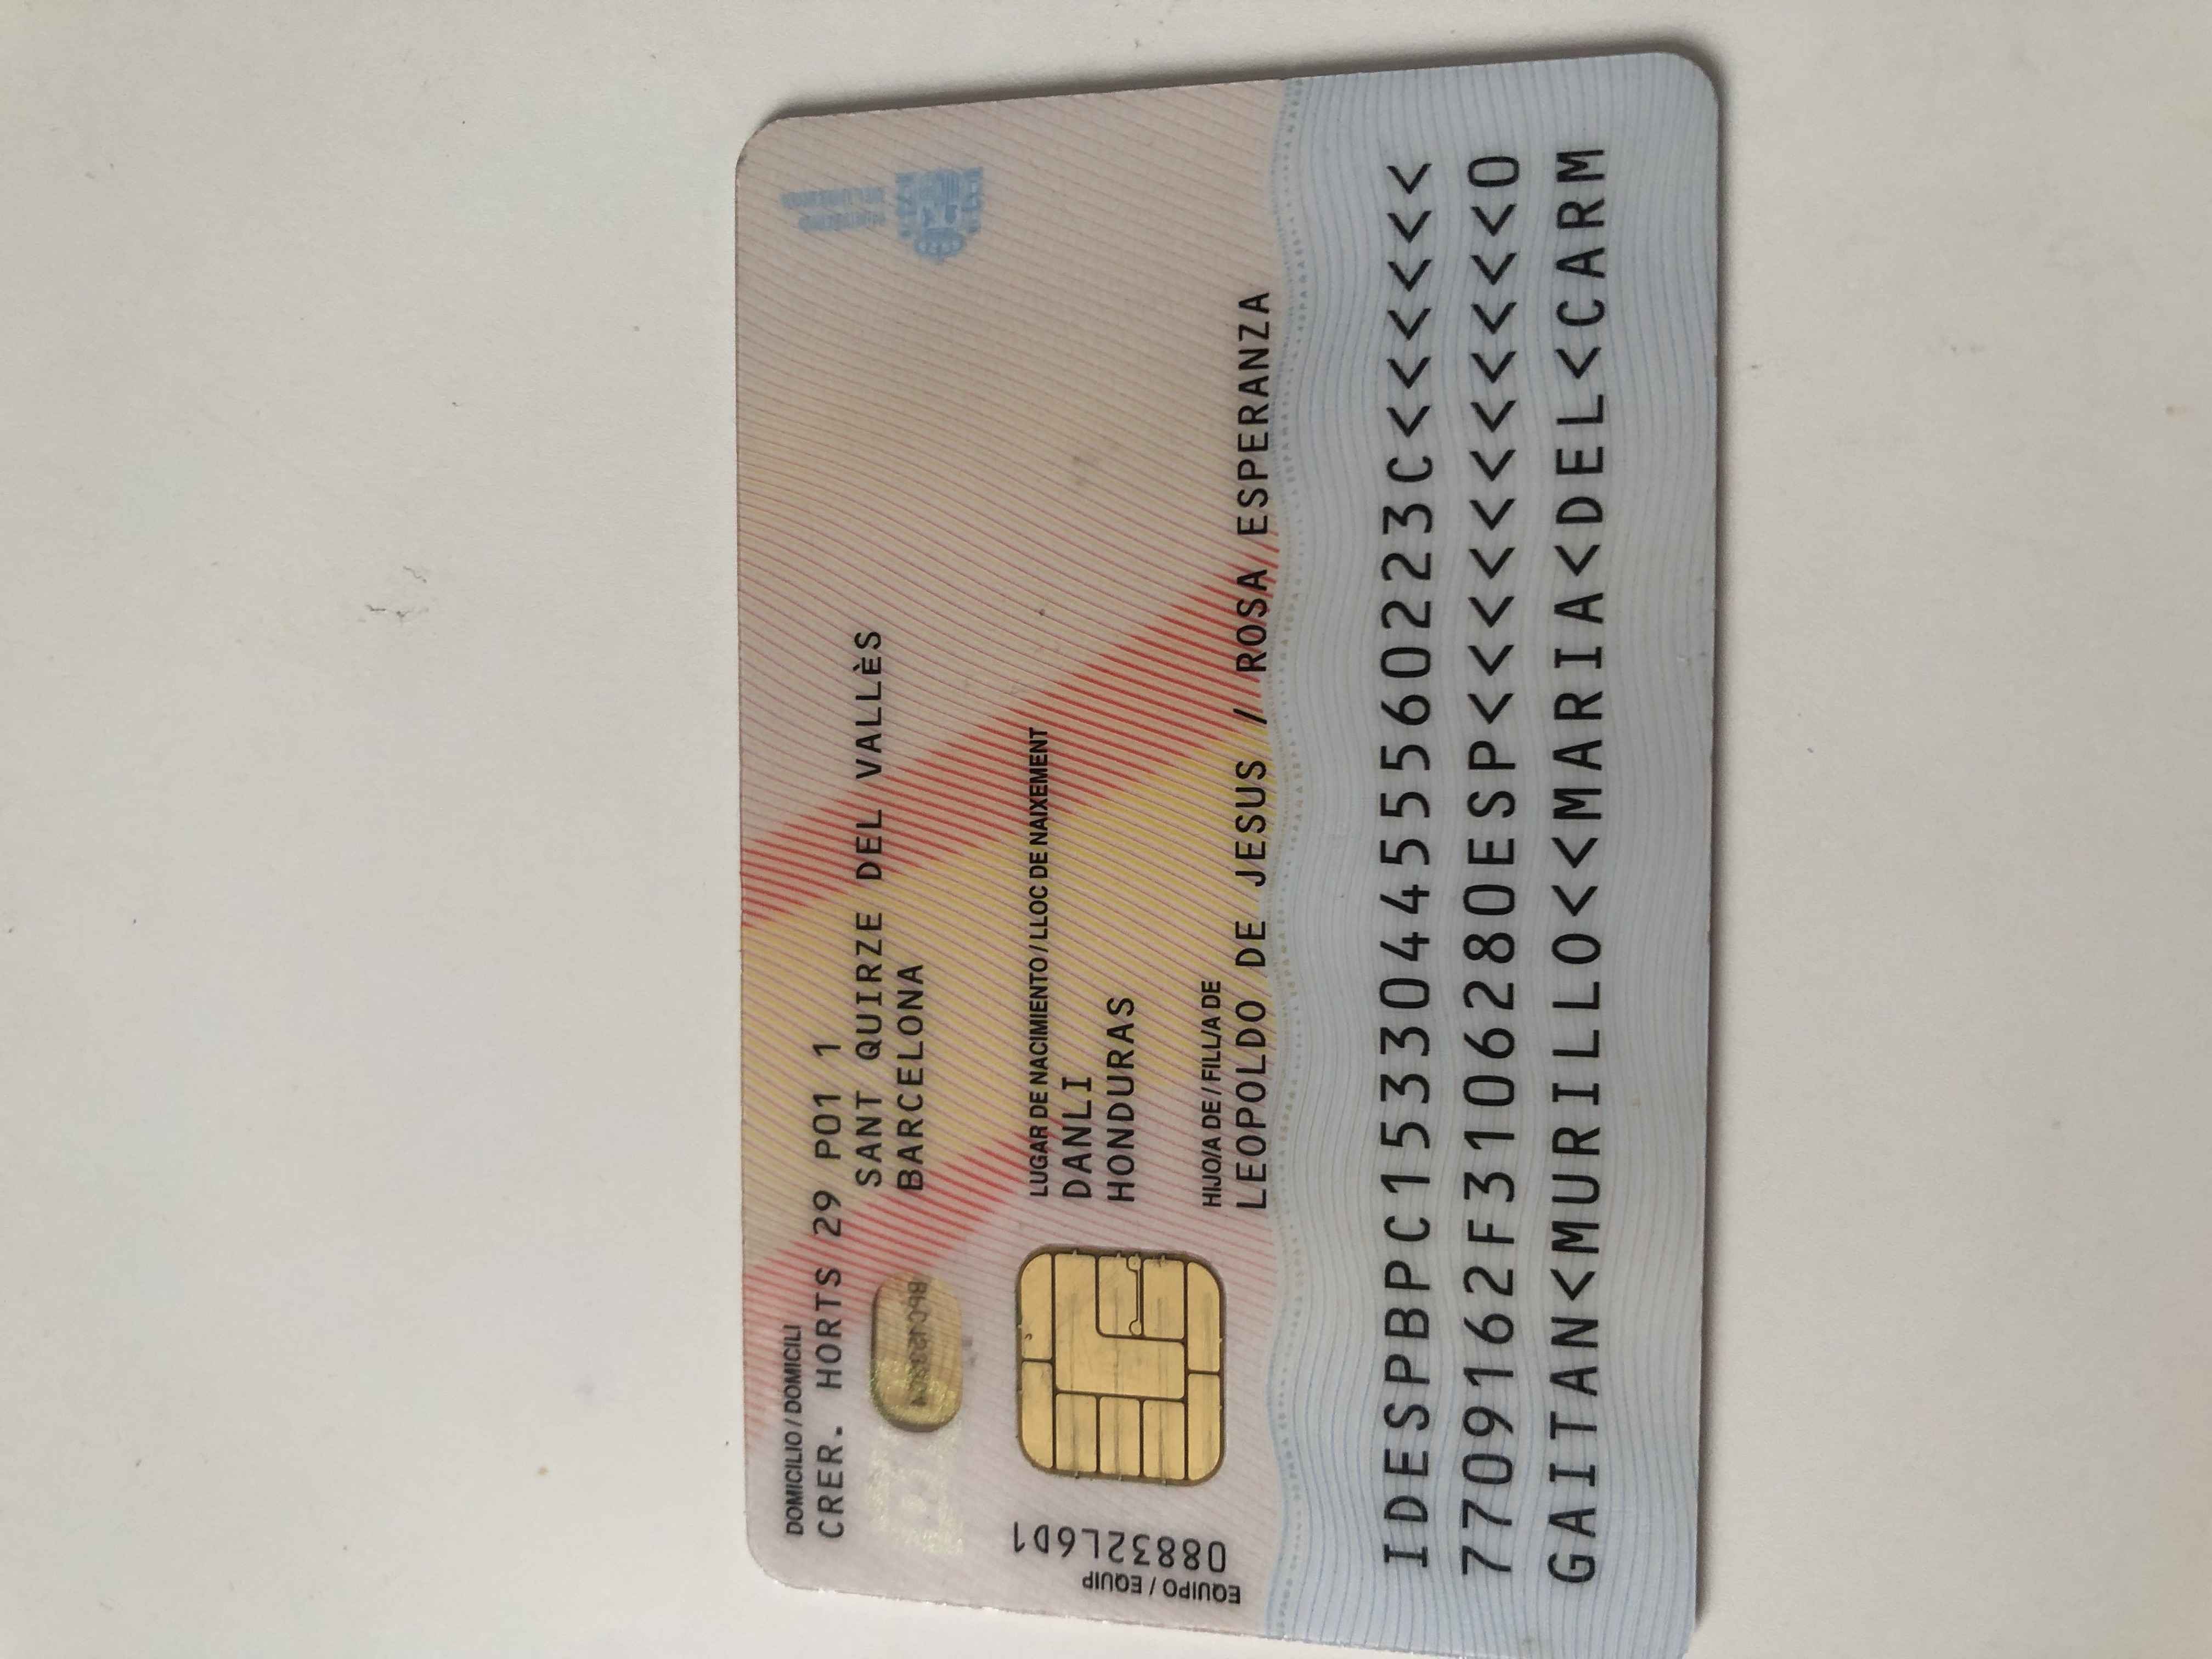 DOMICILIO / DOMICILI
CRER. HORTS 29 P01 1
SANT QUIRZE DEL VALLèS
BARCELONA
EQUIPO / EQUIP
08832L6D1
LUGAR DE NACIMIENTO / LLOC DE NAIXEMENT
DANLI
HONDURAS
HIJO/A DE / FILL/A DE
LEOPOLDO DE JESUS / ROSA ESPERANZA
IDESPBPC153304455560223C<<<<<<
7709162F3106280ESP<<<<<<<<<<<0
GAITAN<MURILLO<<MARIA<DEL<CARM